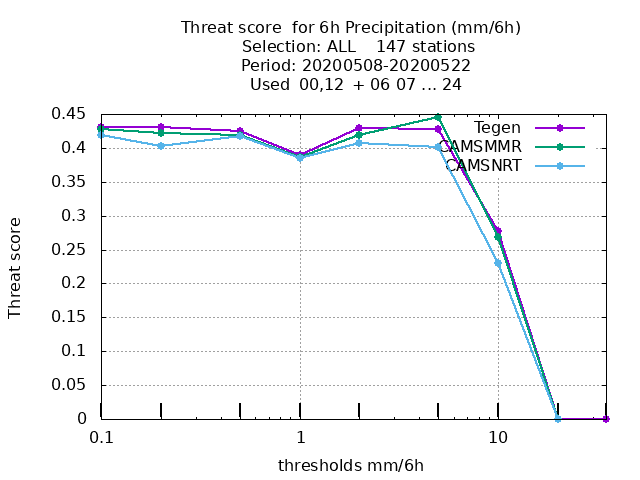 Threat score  for 6h Precipitation (mm/6h)
Selection: ALL    147 stations
Period: 20200508-20200522
Used  00,12  + 06 07 ... 24
Tegen
CAMSMMR
CAMSNRT
Threat score
0.45
0.4
0.35
0.3
0.25
0.2
0.15
0.1
0.05
0
0.1
1
10
thresholds mm/6h